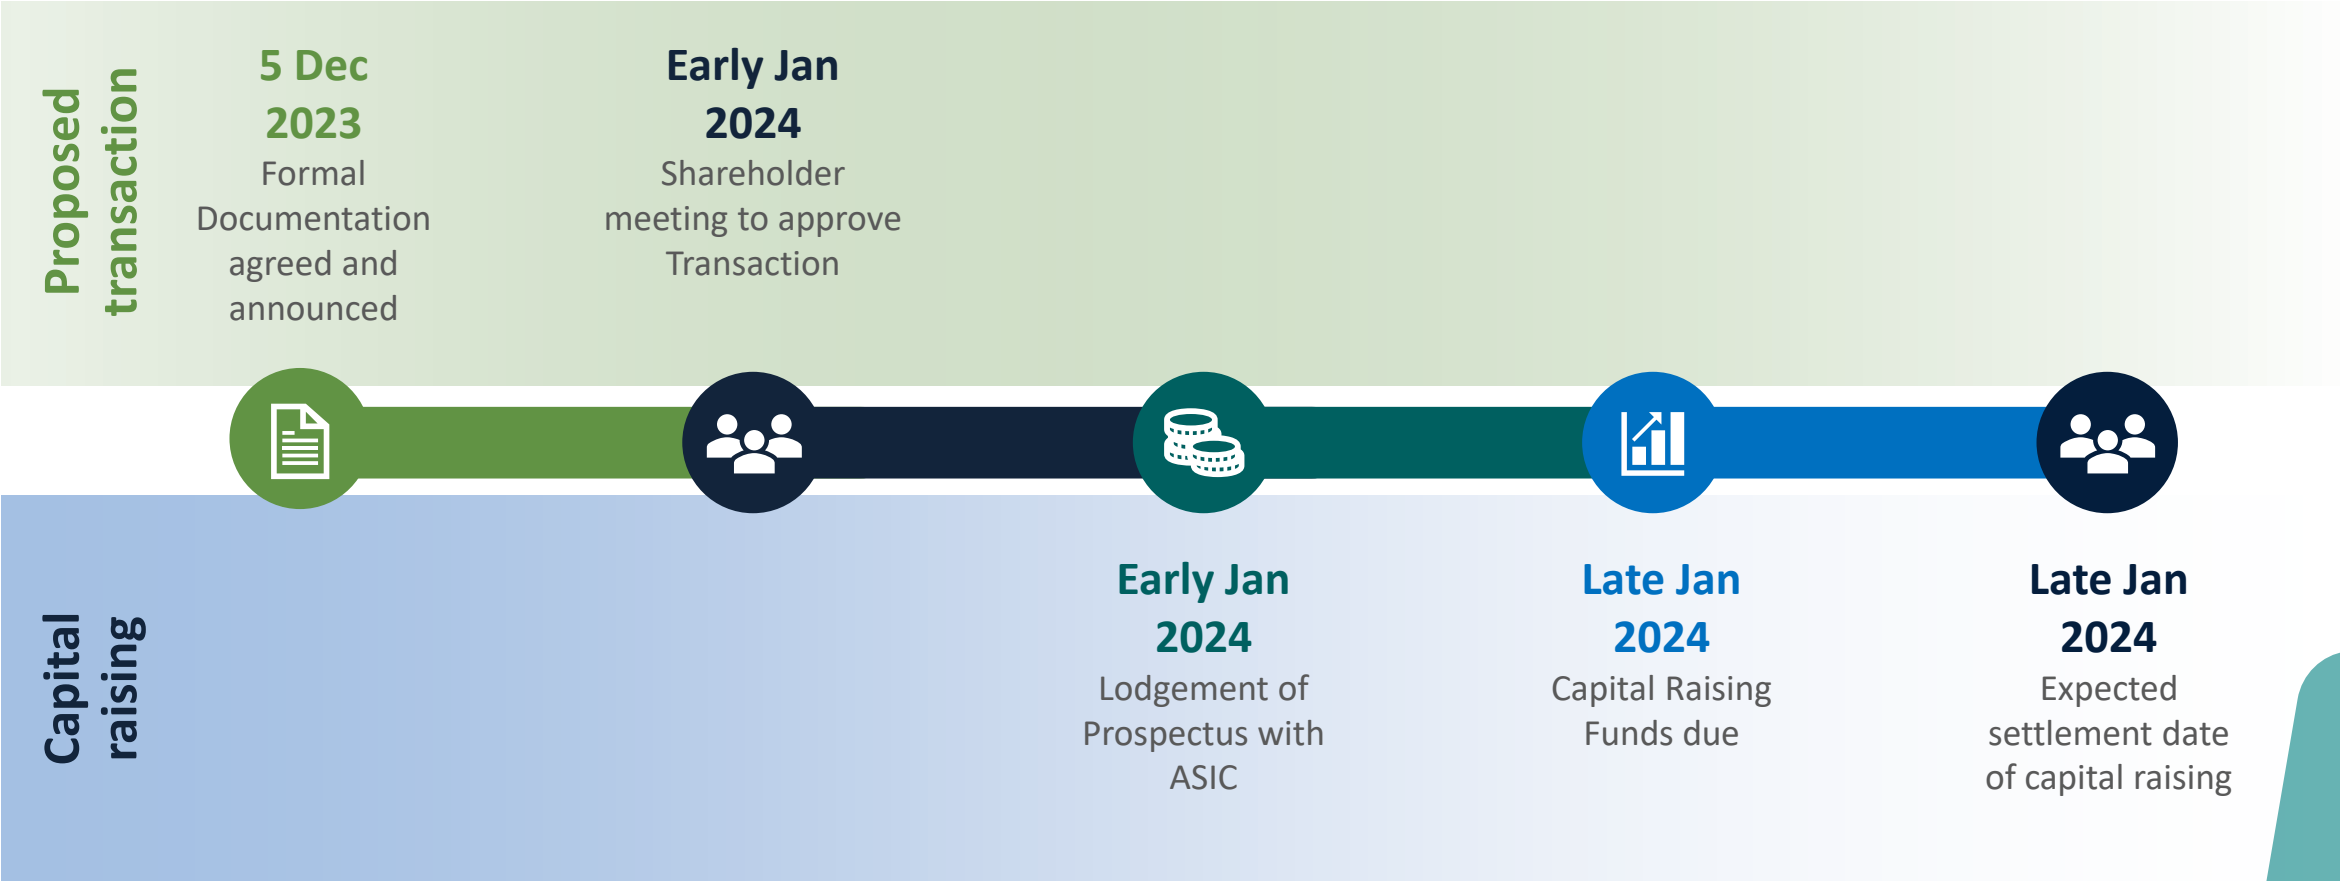 Proposed
transaction
5 Dec
2023
Formal
Documentation
agreed and
announced
Early Jan
2024
Shareholder
meeting to approve
Transaction
Capital
raising
Early Jan
2024
Lodgement of
Prospectus with
ASIC
Late Jan
2024
Capital Raising
Funds due
Late Jan
2024
Expected
settlement date
of capital raising